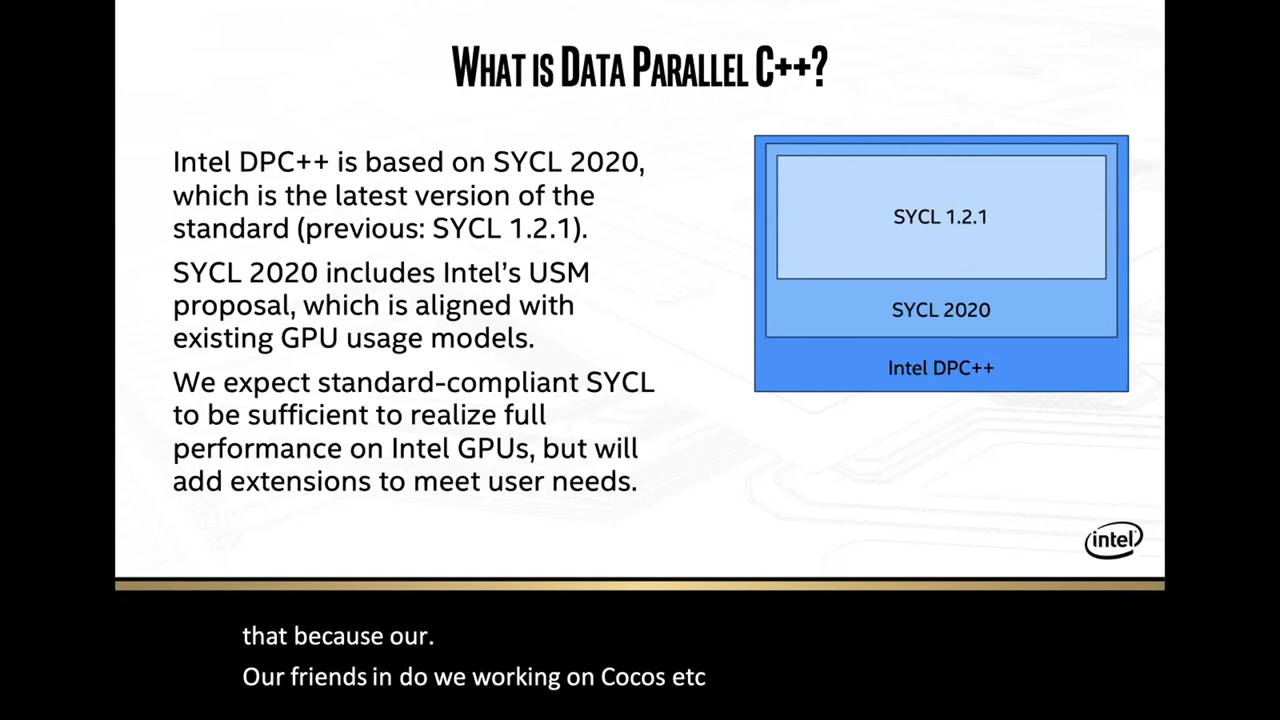 WHAT IS DATA PARALLEL C++?
Intel DPC++ is based on SYCL 2020,
which is the latest version of the
standard (previous: SYCL 1.2.1).
SYCL 2020 includes Intel's USM
proposal, which is aligned with
existing GPU usage models.
We expect standard-compliant SYCL
to be sufficient to realize full
performance on Intel GPUs, but will
add extensions to meet user needs.
SYCL 1.2.1
SYCL 2020
Intel DPC++
intel
that because our.
Our friends in do we working on Cocos etc